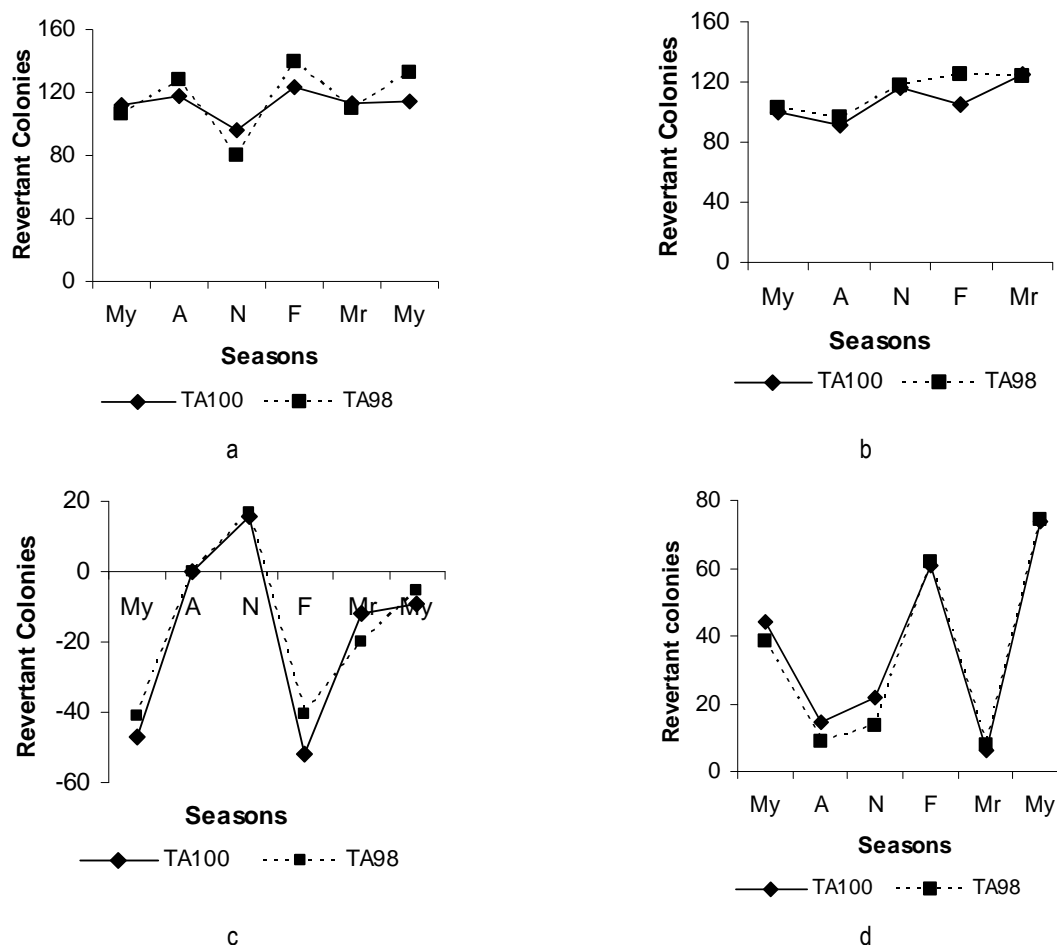 Revertant Colonies
160
120
80
40
0
My A N F Mr My
Seasons
TA100 TA98
a
Revertant Colonies
160
120
80
40
0
My A N F Mr
Seasons
TA100 TA98
b
Revertant Colonies
20
0
-20
-40
-60
My A N F Mr My
Seasons
TA100 TA98
c
Revertant colonies
80
60
40
20
0
My A N F Mr My
Seasons
TA100 TA98
d